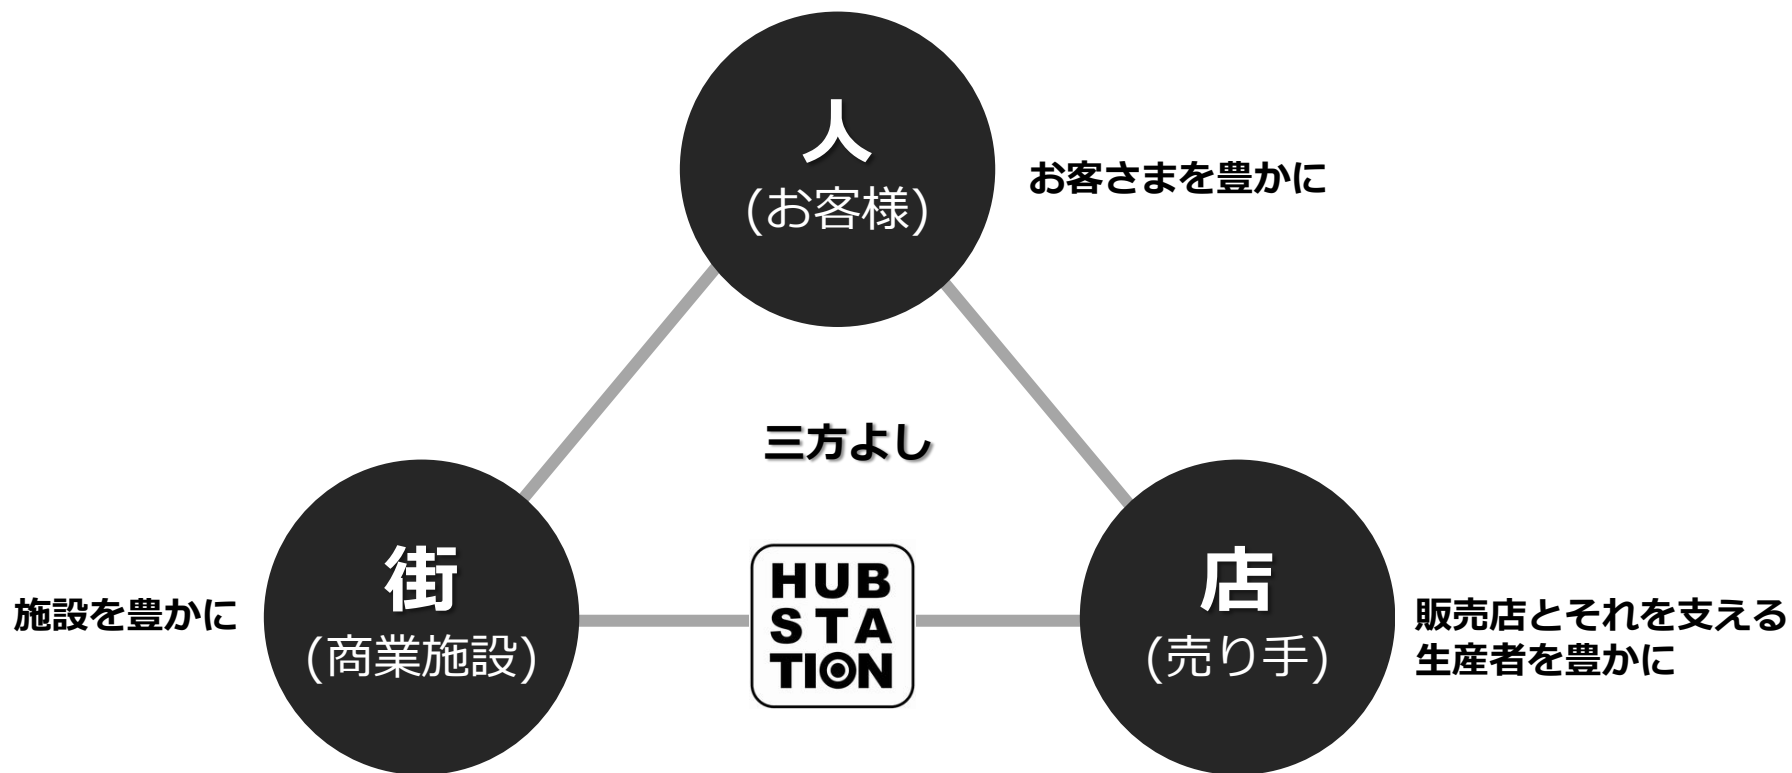 人
(お客様)
お客さまを豊かに
三方よし
街
(商業施設)
施設を豊かに
HUB
STA
TION
店
(売り手)
販売店とそれを支える
生産者を豊かに